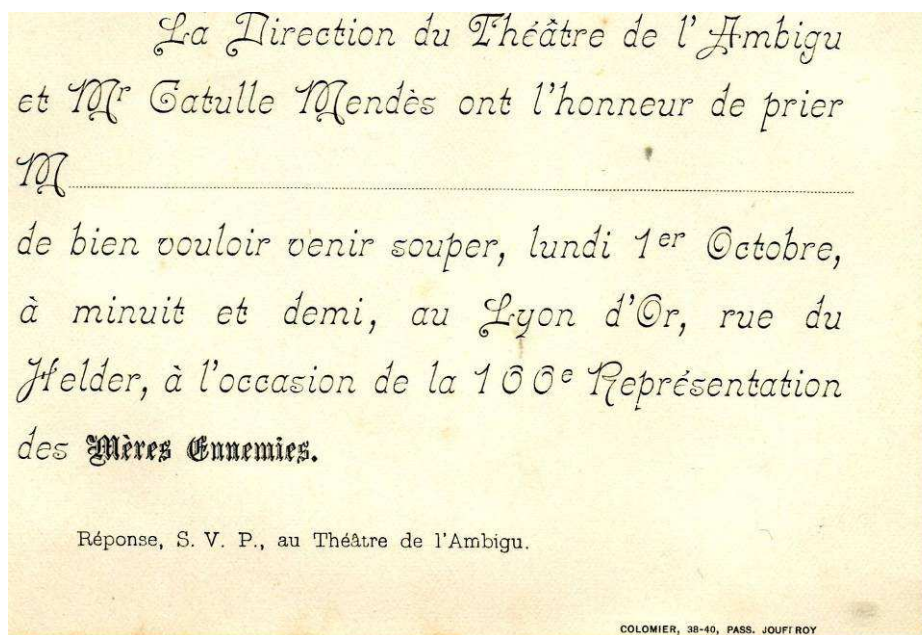 La Direction du Théâtre de l'Ambigu
et Mr Catulle Mendès ont l'honneur de prier
M
de bien vouloir venir souper, lundi 1er Octobre,
à minuit et demi, au Lyon d'Or, rue du
Helder, à l'occasion de la 100e Représentation
des Mères Ennemies.
Réponse, S. V. P., au Théâtre de l'Ambigu.
COLOMIER, 38-40, PASS. JOUFFROY